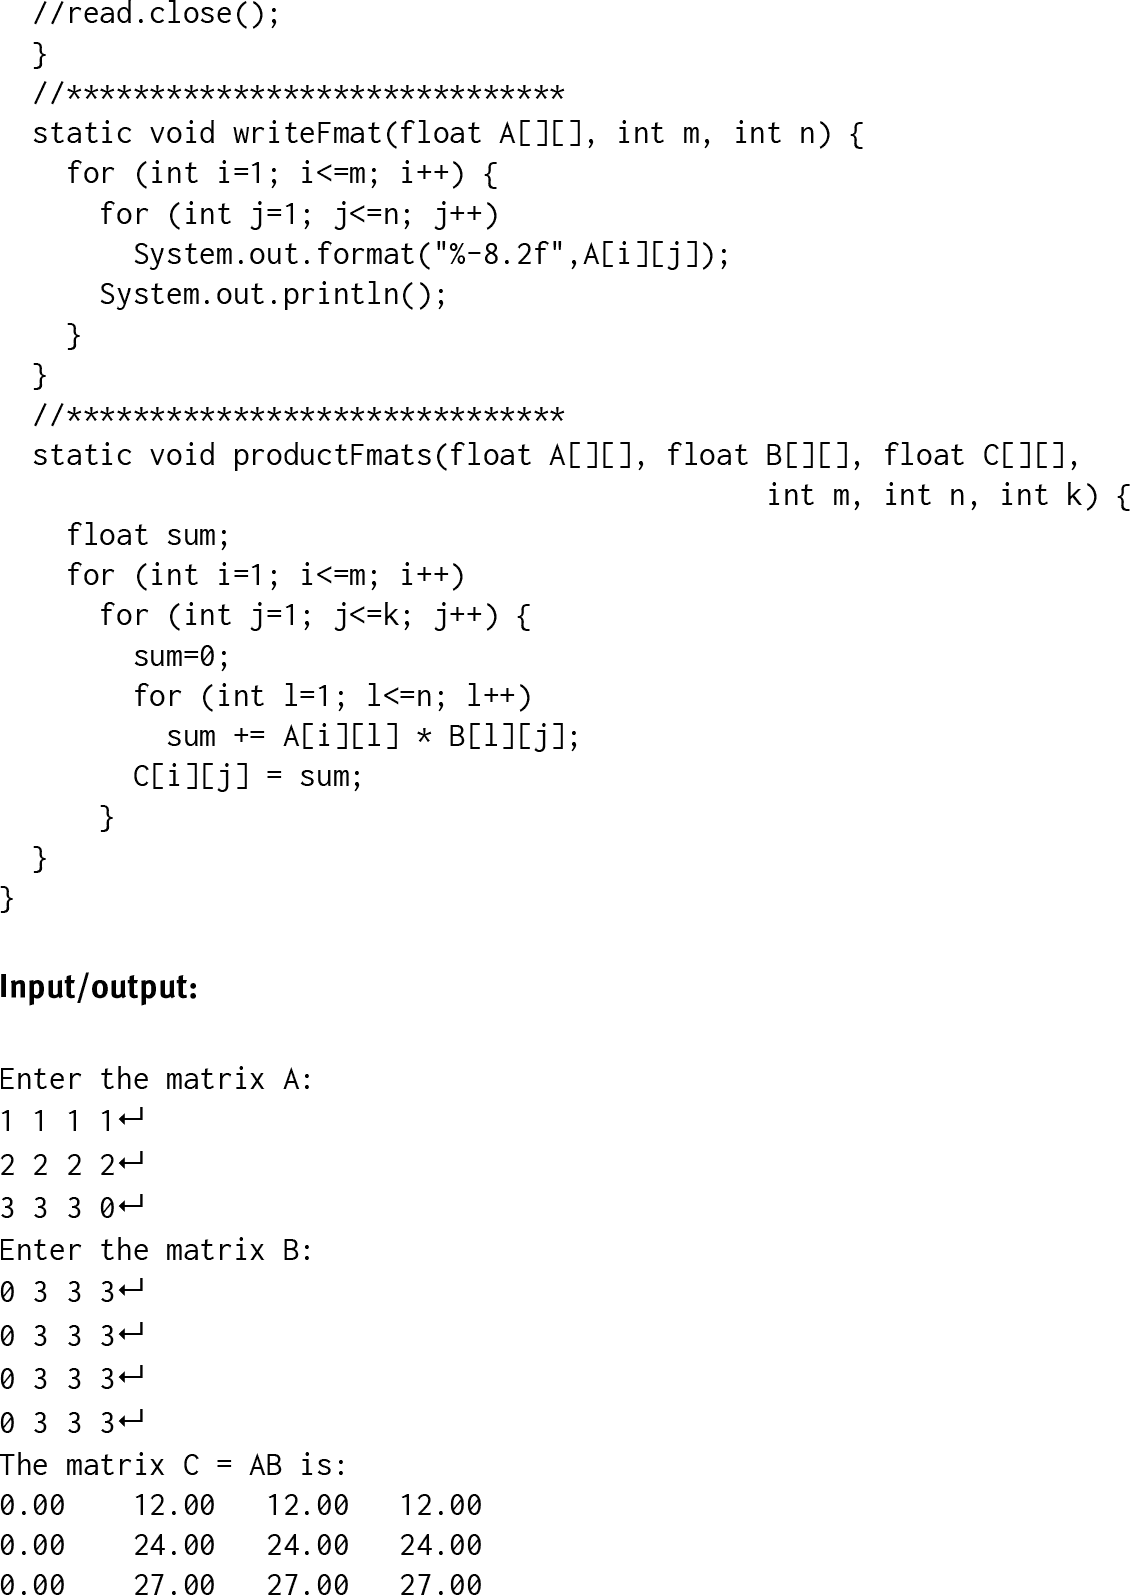 //read.close();
}
//******************************
static void writeFmat(float A[][], int m, int n) {
for (int i=1; i<=m; i++) {
for (int j=1; j<=n; j++)
System.out.format("%-8.2f",A[i][j]);
System.out.println();
}
}
//******************************
static void productFmats(float A[][], float B[][], float C[][],
int m, int n, int k) {
float sum;
for (int i=1; i<=m; i++)
for (int j=1; j<=k; j++) {
sum=0;
for (int l=1; l<=n; l++)
sum += A[i][l] * B[l][j];
C[i][j] = sum;
}
}
}
Input/output:
Enter the matrix A:
1 1 1 1↵
2 2 2 2↵
3 3 3 0↵
Enter the matrix B:
0 3 3 3↵
0 3 3 3↵
0 3 3 3↵
0 3 3 3↵
The matrix C = AB is:
0.00 12.00 12.00 12.00
0.00 24.00 24.00 24.00
0.00 27.00 27.00 27.00